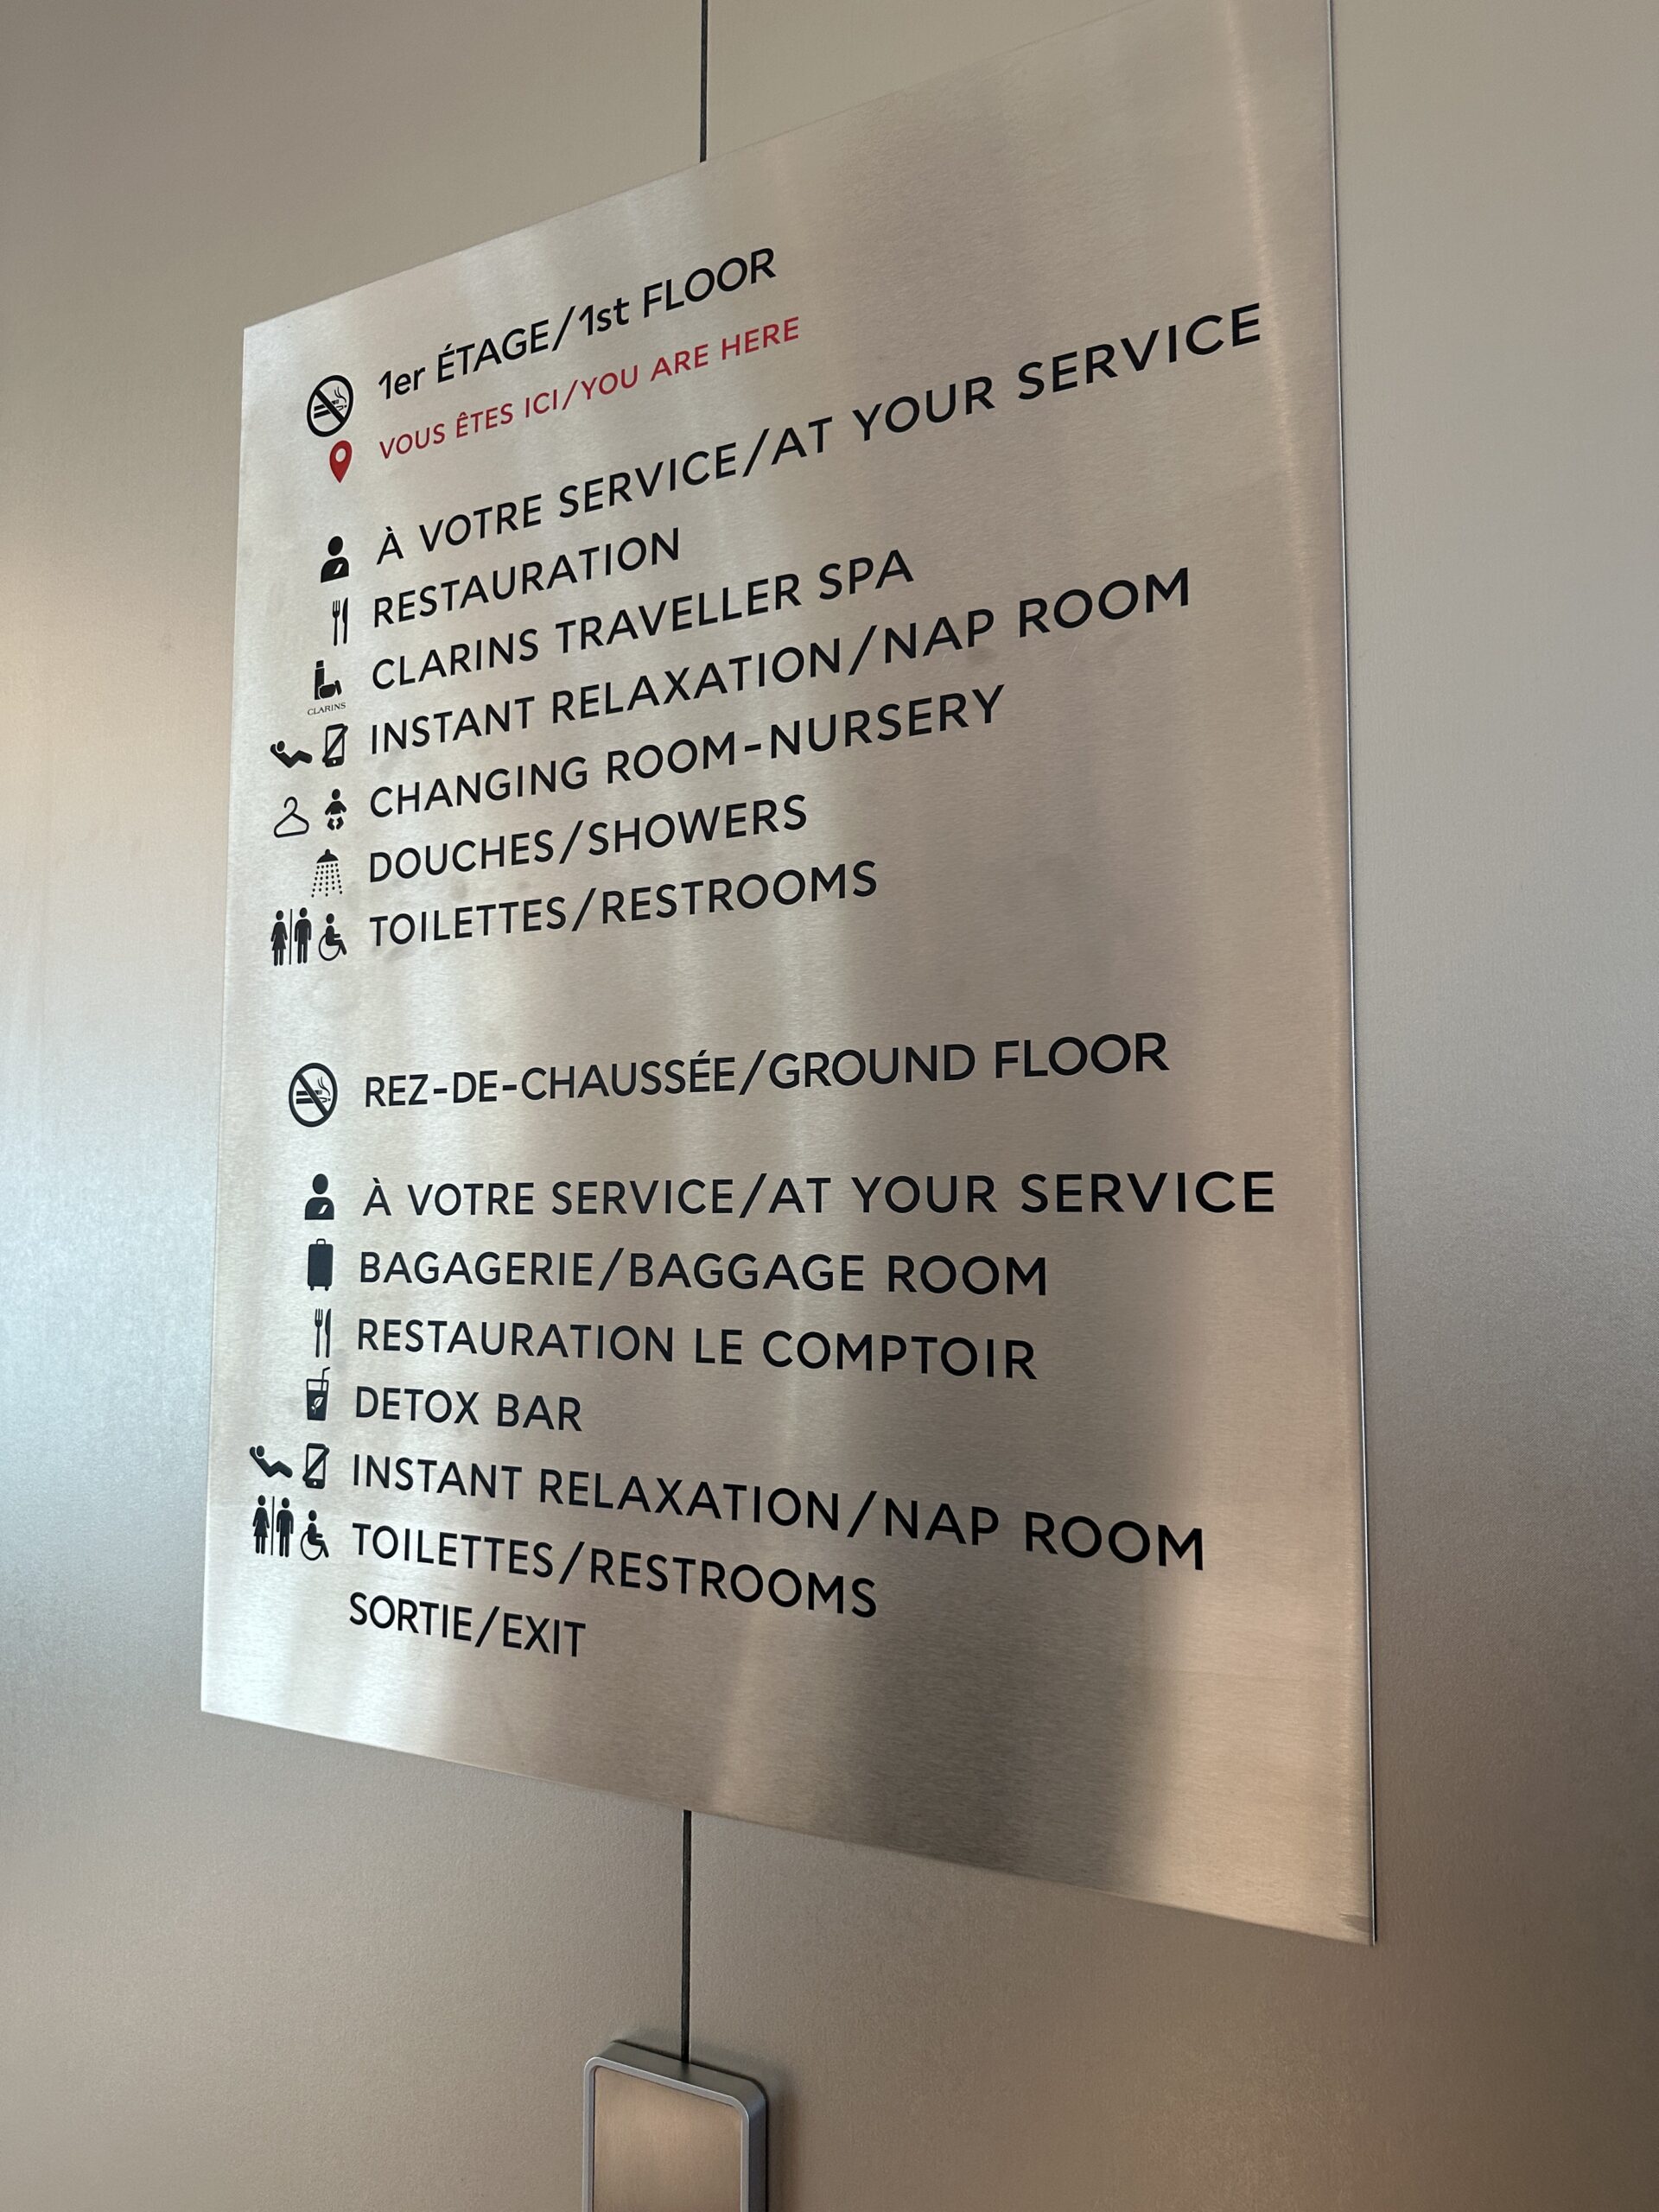 1er ÉTAGE/1st FLOOR
VOUS ÊTES ICI/YOU ARE HERE
À VOTRE SERVICE/AT YOUR SERVICE
RESTAURATION
CLARINS TRAVELLER SPA
CLARINS
INSTANT RELAXATION/NAP ROOM
CHANGING ROOM-NURSERY
DOUCHES/SHOWERS
TOILETTES/RESTROOMS
REZ-DE-CHAUSSÉE/GROUND FLOOR
À VOTRE SERVICE/AT YOUR SERVICE
BAGAGERIE/BAGGAGE ROOM
RESTAURATION LE COMPTOIR
DETOX BAR
INSTANT RELAXATION/NAP ROOM
TOILETTES/RESTROOMS
SORTIE/EXIT